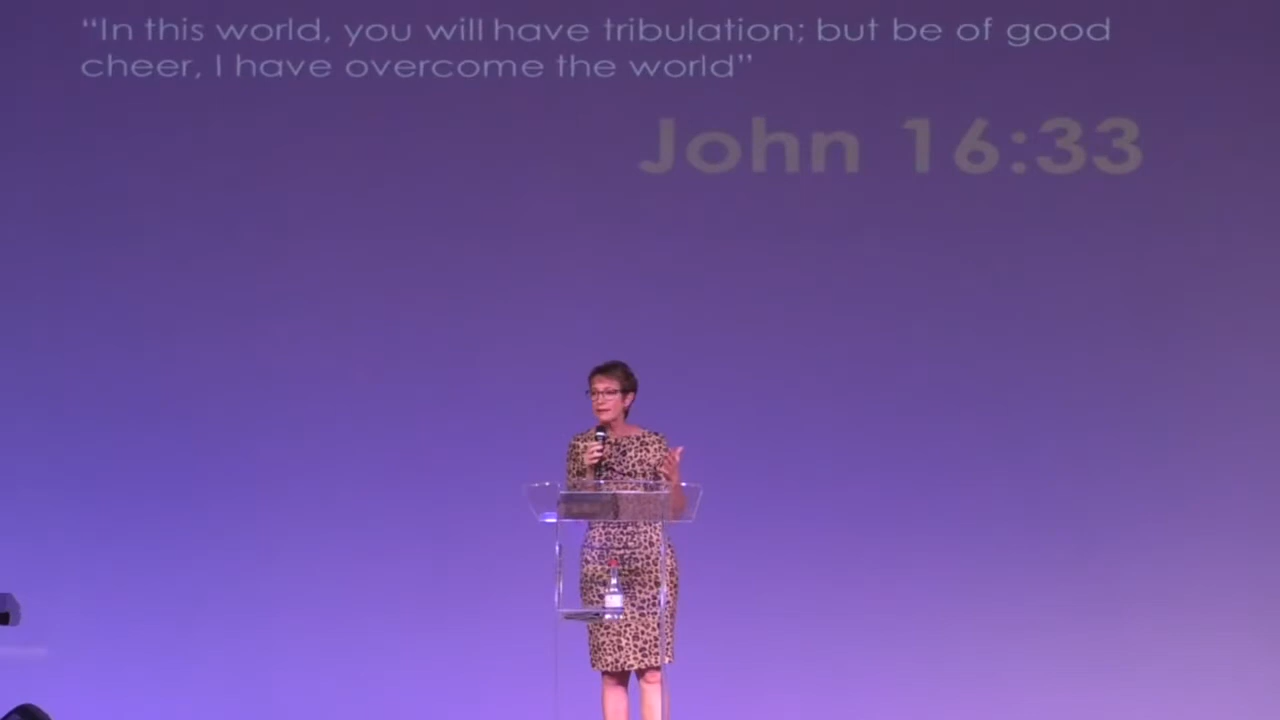 “In this world, you will have tribulation; but be of good
cheer, I have overcome the world”
John 16:33